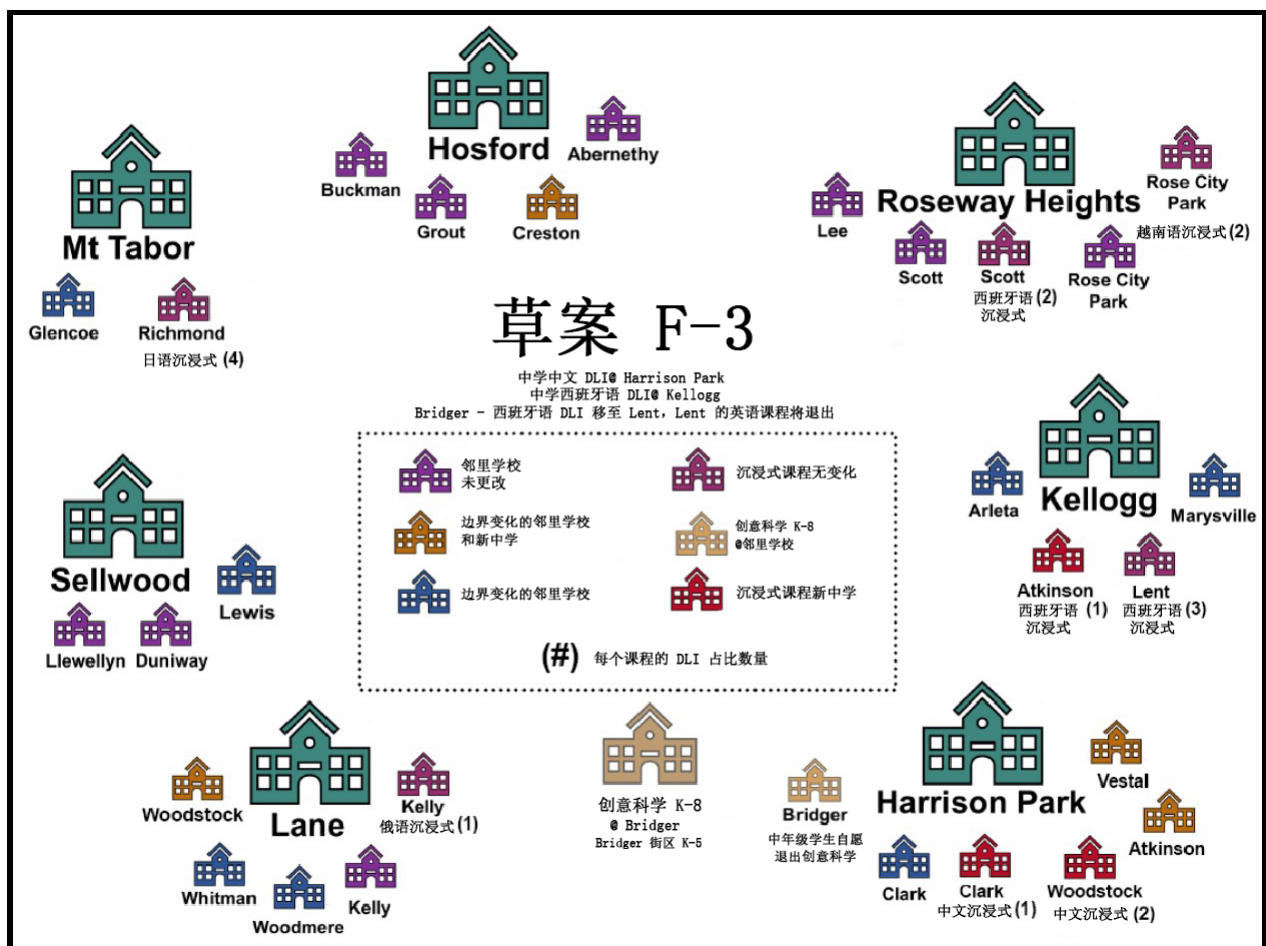 Hosford
Buckman
Abernethy
Grout
Creston
Mt Tabor
Glencoe
Richmond
日语沉浸式 (4)
Roseway Heights
Rose City
Park
越南语沉浸式 (2)
Lee
Scott
Scott
西班牙语 (2)
沉浸式
Rose City
Park
草案 F-3
中学中文 DLI@ Harrison Park
中学西班牙语 DLI@ Kellogg
Bridger - 西班牙语 DLI 移至 Lent, Lent 的英语课程将退出
邻里学校
未更改
沉浸式课程无变化
边界变化的邻里学校
和新中学
创意科学 K-8
@邻里学校
边界变化的邻里学校
沉浸式课程新中学
(#) 每个课程的 DLI 占比数量
Sellwood
Lewis
Llewellyn
Duniway
Kellogg
Arleta
Marysville
Atkinson
西班牙语 (1)
沉浸式
Lent
西班牙语 (3)
沉浸式
Lane
Woodstock
Kelly
俄语沉浸式 (1)
Whitman
Woodmere
Kelly
创意科学 K-8
@ Bridger
Bridger 街区 K-5
Bridger
中年级学生自愿
退出创意科学
Harrison Park
Vestal
Atkinson
Clark
Clark
中文沉浸式 (1)
Woodstock
中文沉浸式 (2)